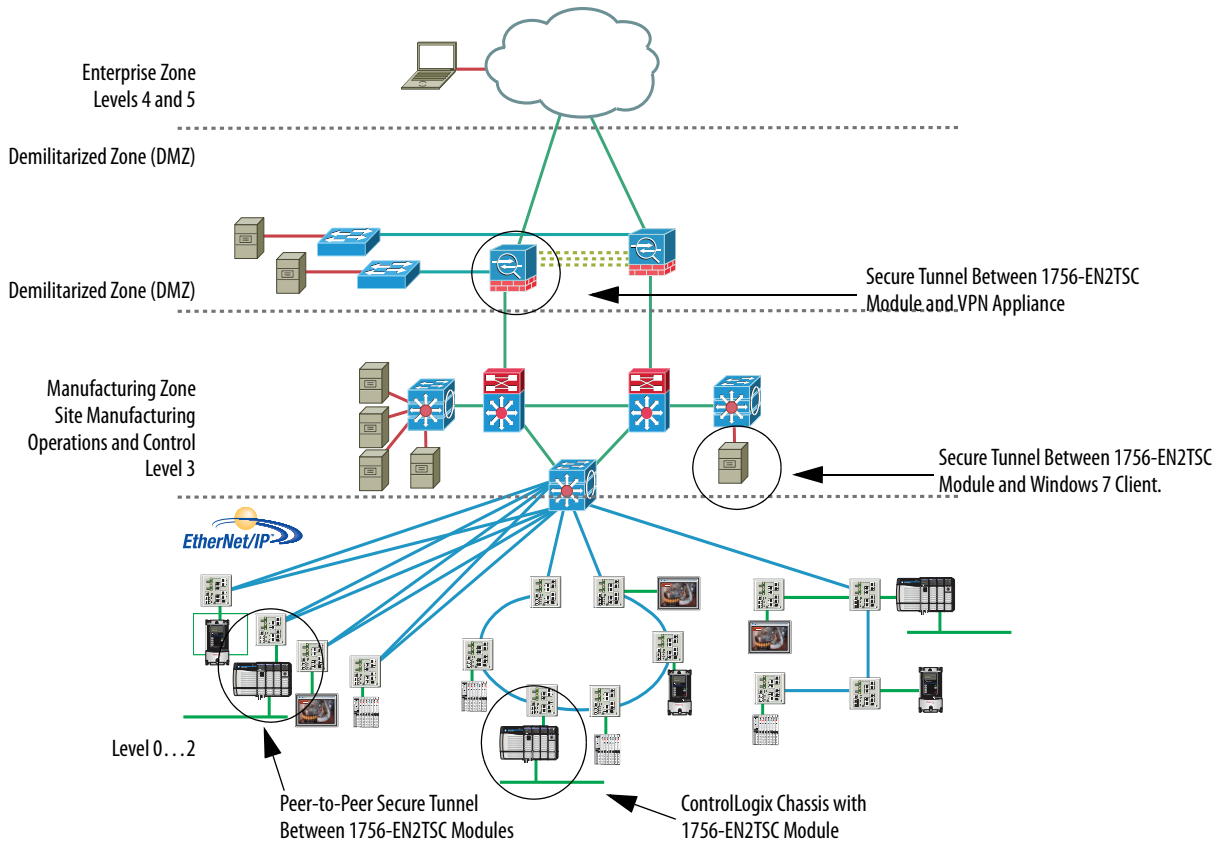 Enterprise Zone
Levels 4 and 5
Demilitarized Zone (DMZ)
Demilitarized Zone (DMZ)
Secure Tunnel Between 1756-EN2TSC
Module and VPN Appliance
Manufacturing Zone
Site Manufacturing
Operations and Control
Level 3
Secure Tunnel Between 1756-EN2TSC
Module and Windows 7 Client.
EtherNet/IP
Level 0...2
Peer-to-Peer Secure Tunnel
Between 1756-EN2TSC Modules
ControlLogix Chassis with
1756-EN2TSC Module